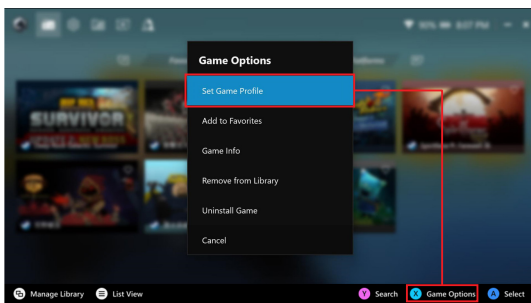 Game Options
Set Game Profile
Add to Favorites
Game Info
Remove from Library
Uninstall Game
Cancel
SURVIVOR
Manage Library
List View
Y Search
X Game Options
A Select